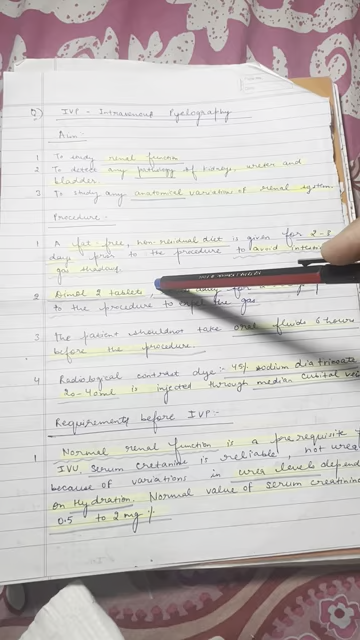 Q) IVP - Intravenous Pyelography
Aim:-
1 To study renal function
2 To detect any pathology of kidney, ureter and
bladder.
3 To study any anatomical variation of renal system.
Procedure:-
1 A fat-free, non-residual diet is given for 2-3
days prior to the procedure to avoid
gas shadow.
2 Dimol 2 tablets,
to the procedure to expel the gas.
3 The patient should not take oral fluids 6 hours
before the procedure.
4 Radiological contrast dye:- 45% sodium diatrizoate
20-40ml is injected through median cubital
Requirements before IVP:-
1 Normal renal function is a prerequisite
IVU, serum cretanine is reliable, not urea
because of variations in urea levels depend
on Hydration. Normal value of serum creatinine
0.5 to 2 mg %